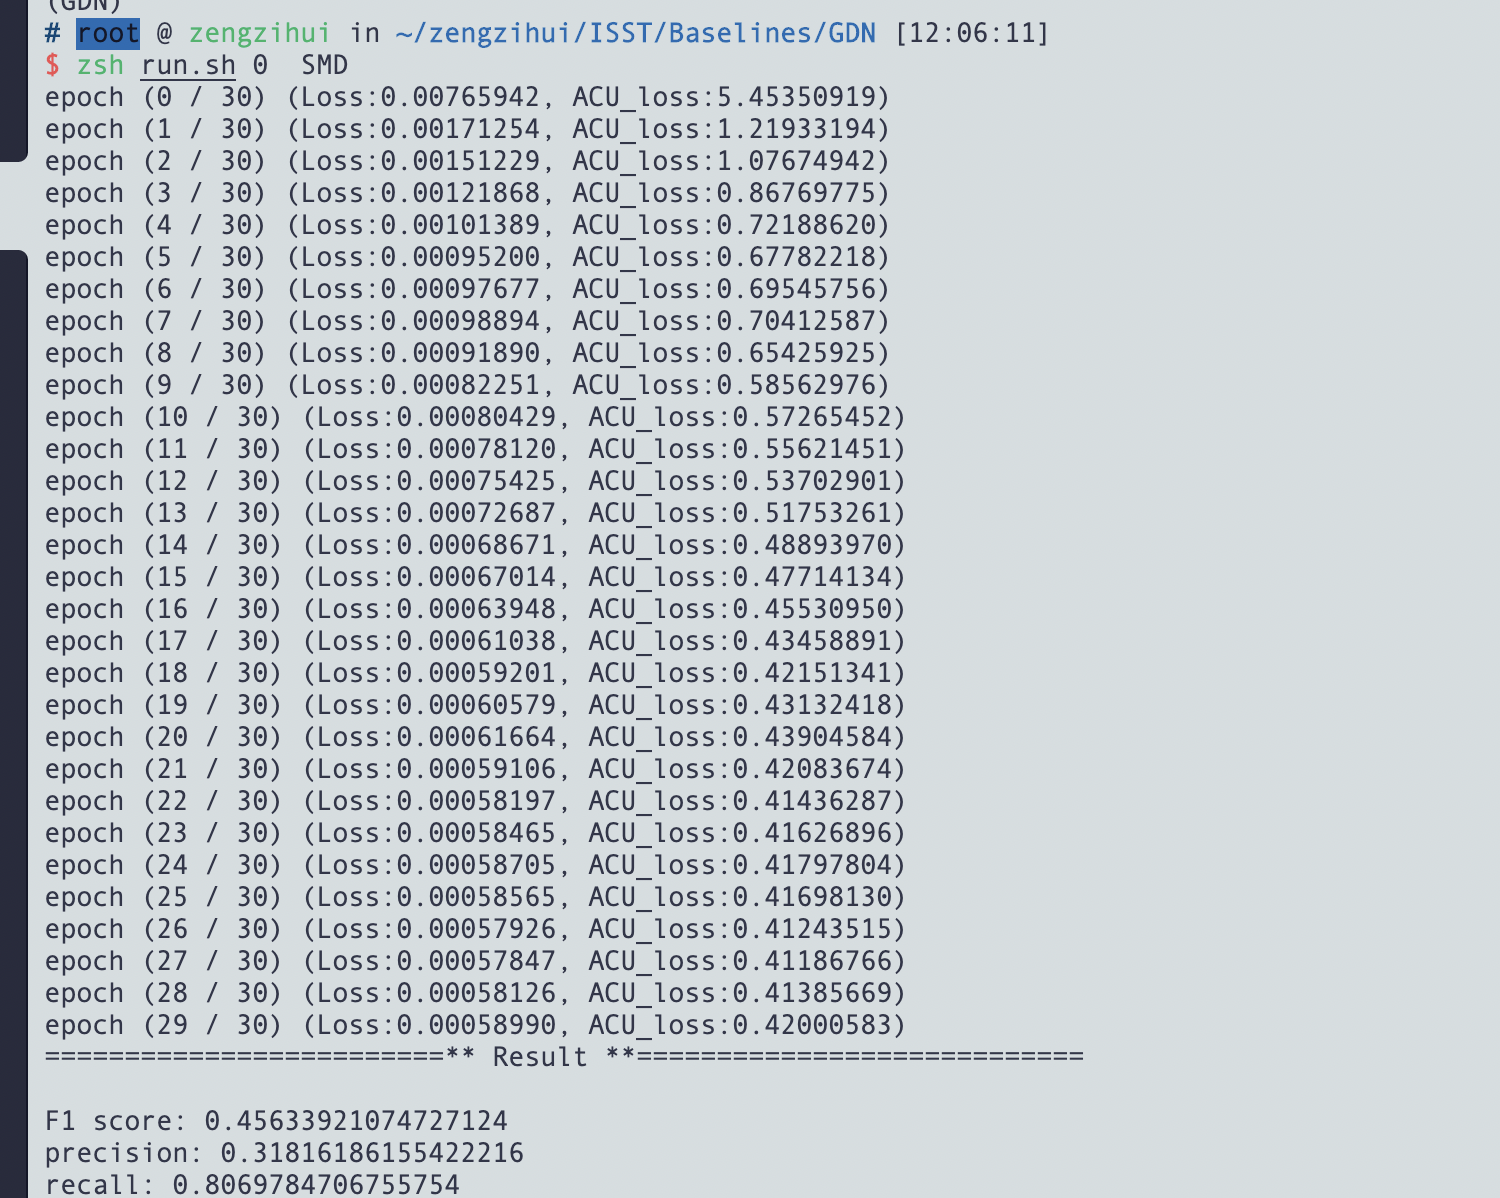 (GDN)
# root @ zengzihui in ~/zengzihui/ISST/Baselines/GDN [12:06:11]
$ zsh run.sh 0  SMD
epoch (0 / 30) (Loss:0.00765942, ACU_loss:5.45350919)
epoch (1 / 30) (Loss:0.00171254, ACU_loss:1.21933194)
epoch (2 / 30) (Loss:0.00151229, ACU_loss:1.07674942)
epoch (3 / 30) (Loss:0.00121868, ACU_loss:0.86769775)
epoch (4 / 30) (Loss:0.00101389, ACU_loss:0.72188620)
epoch (5 / 30) (Loss:0.00095200, ACU_loss:0.67782218)
epoch (6 / 30) (Loss:0.00097677, ACU_loss:0.69545756)
epoch (7 / 30) (Loss:0.00098894, ACU_loss:0.70412587)
epoch (8 / 30) (Loss:0.00091890, ACU_loss:0.65425925)
epoch (9 / 30) (Loss:0.00082251, ACU_loss:0.58562976)
epoch (10 / 30) (Loss:0.00080429, ACU_loss:0.57265452)
epoch (11 / 30) (Loss:0.00078120, ACU_loss:0.55621451)
epoch (12 / 30) (Loss:0.00075425, ACU_loss:0.53702901)
epoch (13 / 30) (Loss:0.00072687, ACU_loss:0.51753261)
epoch (14 / 30) (Loss:0.00068671, ACU_loss:0.48893970)
epoch (15 / 30) (Loss:0.00067014, ACU_loss:0.47714134)
epoch (16 / 30) (Loss:0.00063948, ACU_loss:0.45530950)
epoch (17 / 30) (Loss:0.00061038, ACU_loss:0.43458891)
epoch (18 / 30) (Loss:0.00059201, ACU_loss:0.42151341)
epoch (19 / 30) (Loss:0.00060579, ACU_loss:0.43132418)
epoch (20 / 30) (Loss:0.00061664, ACU_loss:0.43904584)
epoch (21 / 30) (Loss:0.00059106, ACU_loss:0.42083674)
epoch (22 / 30) (Loss:0.00058197, ACU_loss:0.41436287)
epoch (23 / 30) (Loss:0.00058465, ACU_loss:0.41626896)
epoch (24 / 30) (Loss:0.00058705, ACU_loss:0.41797804)
epoch (25 / 30) (Loss:0.00058565, ACU_loss:0.41698130)
epoch (26 / 30) (Loss:0.00057926, ACU_loss:0.41243515)
epoch (27 / 30) (Loss:0.00057847, ACU_loss:0.41186766)
epoch (28 / 30) (Loss:0.00058126, ACU_loss:0.41385669)
epoch (29 / 30) (Loss:0.00058990, ACU_loss:0.42000583)
=========================** Result **============================
F1 score: 0.45633921074727124
precision: 0.31816186155422216
recall: 0.8069784706755754